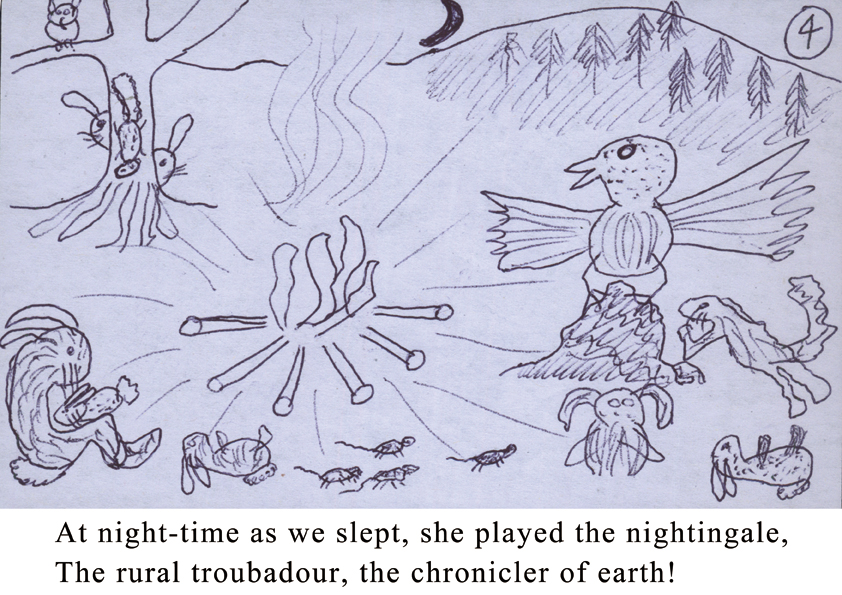 4
At night-time as we slept, she played the nightingale,
The rural troubadour, the chronicler of earth!